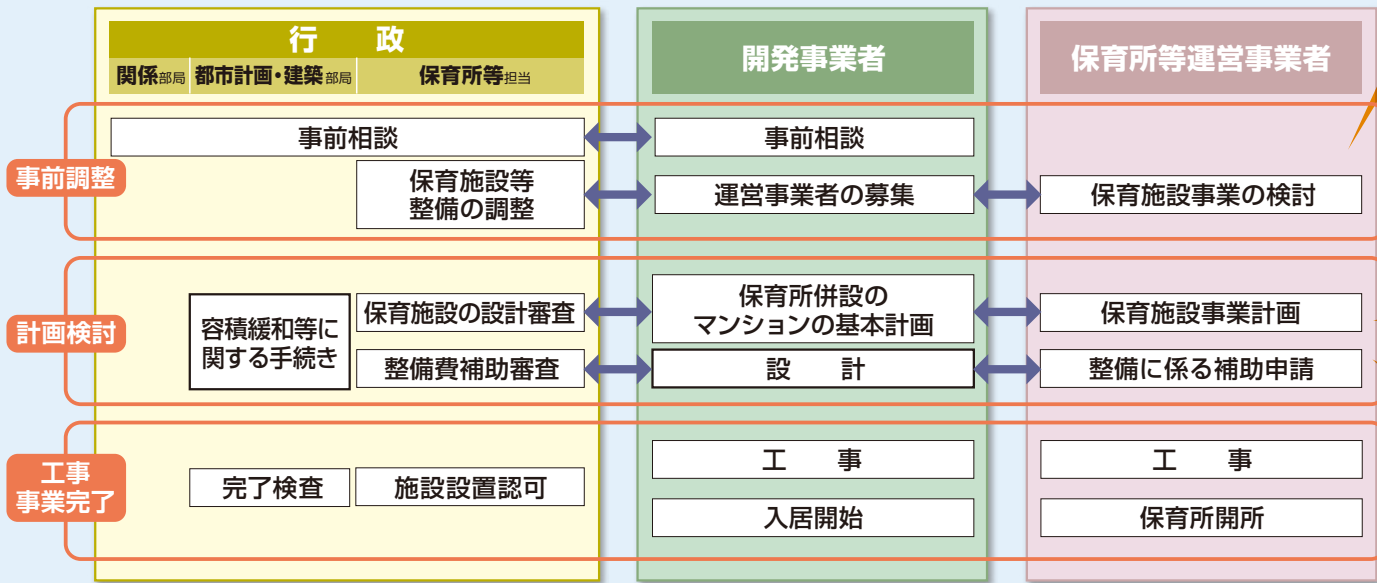 行　政
関係部局 都市計画・建築部局 保育所等担当
開発事業者
保育所等運営事業者
事前調整
事前相談
事前相談
保育施設等
整備の調整
運営事業者の募集
保育施設事業の検討
計画検討
容積緩和等に
関する手続き
保育施設の設計審査
保育所併設の
マンションの基本計画
保育施設事業計画
整備費補助審査
設　計
整備に係る補助申請
工事
事業完了
完了検査
施設設置認可
工　事
工　事
入居開始
保育所開所